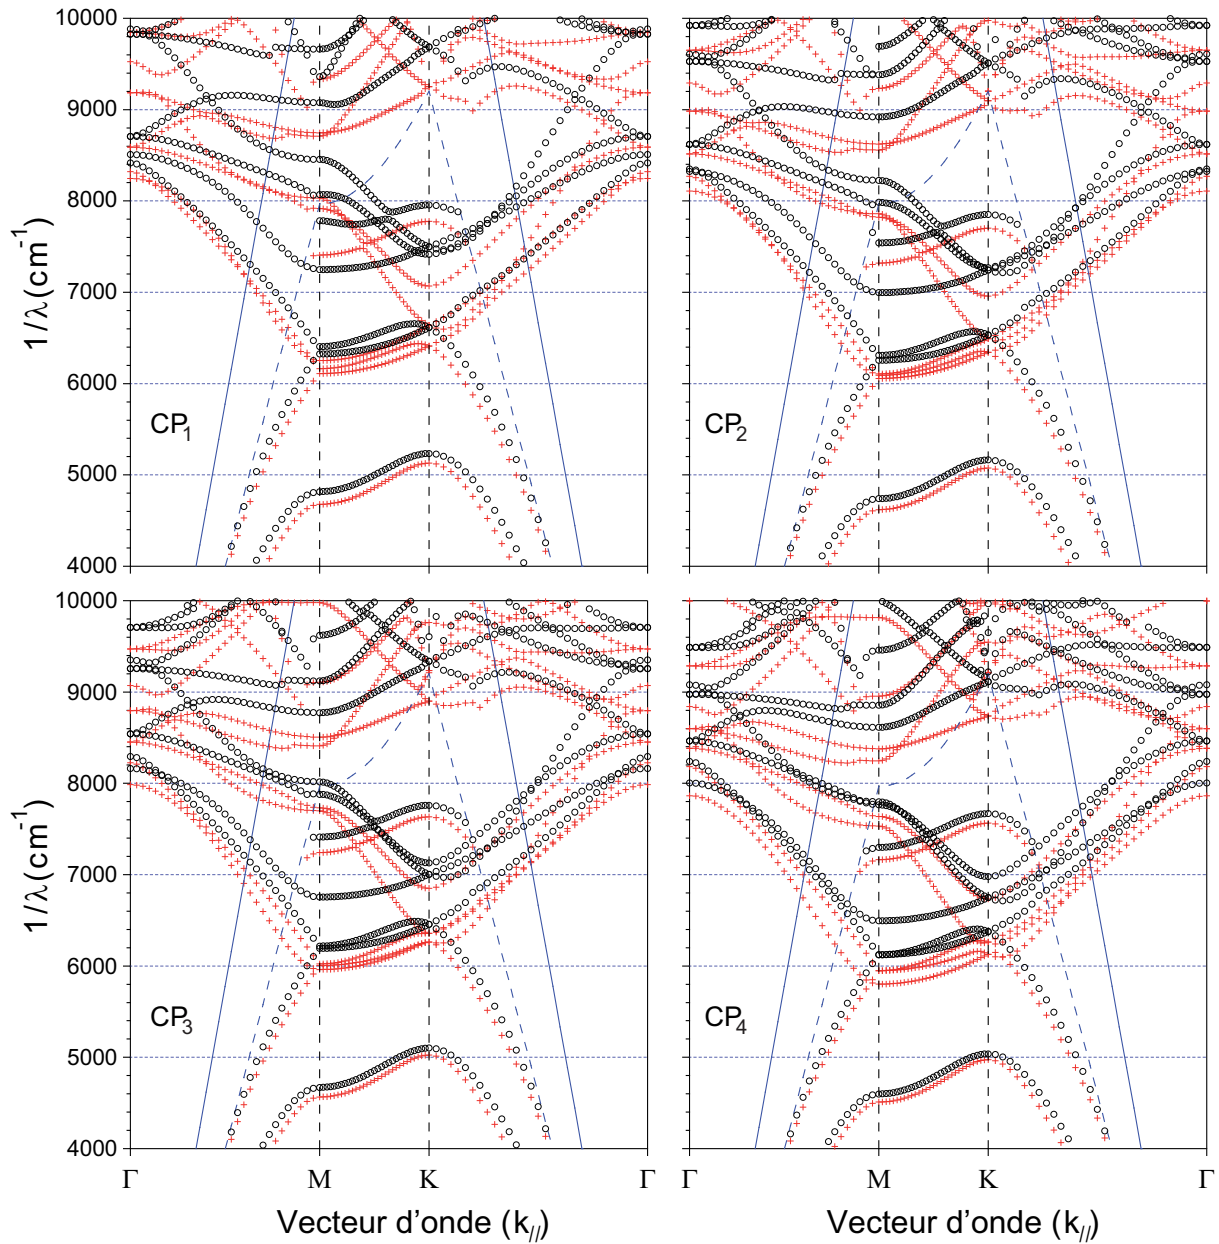 10000
9000
8000
7000
6000
5000
4000
1/λ(cm⁻¹)
CP₁
CP₂
10000
9000
8000
7000
6000
5000
4000
1/λ(cm⁻¹)
CP₃
CP₄
Γ M K Γ Γ M K Γ
Vecteur d'onde (k//) Vecteur d'onde (k//)